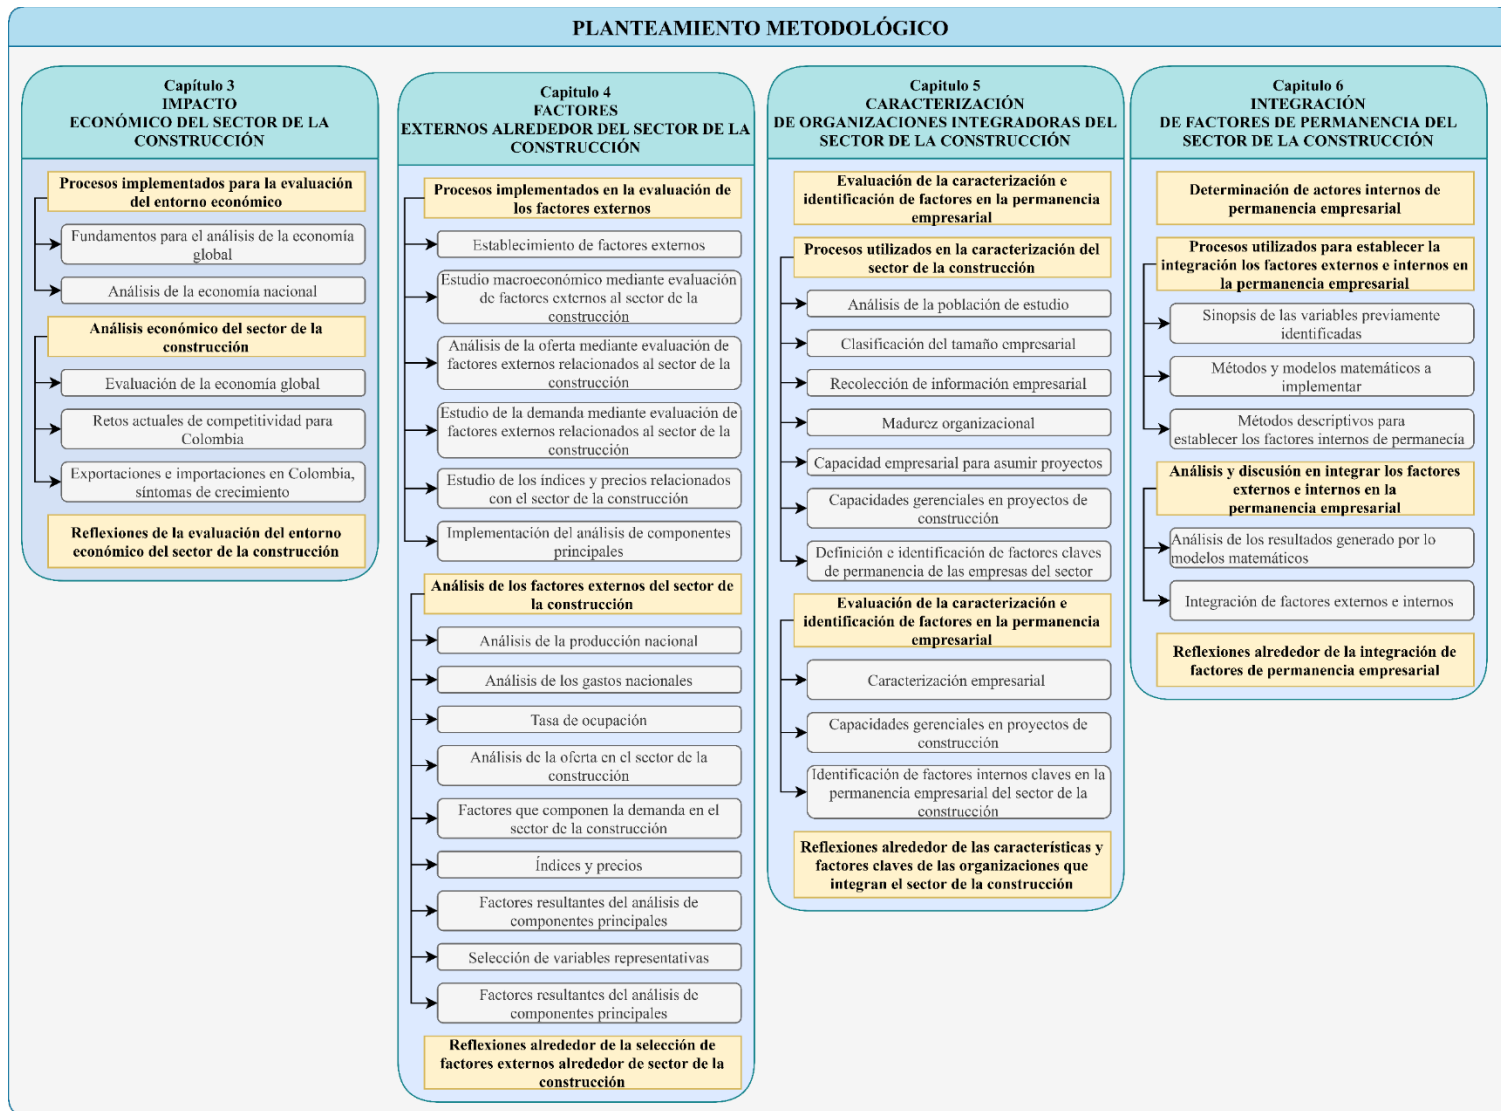 PLANTEAMIENTO METODOLÓGICO
Capítulo 3
IMPACTO
ECONÓMICO DEL SECTOR DE LA
CONSTRUCCIÓN
Procesos implementados para la evaluación
del entorno económico
Fundamentos para el análisis de la economía
global
Análisis de la economía nacional
Análisis económico del sector de la
construcción
Evaluación de la economía global
Retos actuales de competitividad para
Colombia
Exportaciones e importaciones en Colombia,
síntomas de crecimiento
Reflexiones de la evaluación del entorno
económico del sector de la construcción
Capitulo 4
FACTORES
EXTERNOS ALREDEDOR DEL SECTOR DE LA
CONSTRUCCIÓN
Procesos implementados en la evaluación de
los factores externos
Establecimiento de factores externos
Estudio macroeconómico mediante evaluación
de factores externos al sector de la
construcción
Análisis de la oferta mediante evaluación de
factores externos relacionados al sector de la
construcción
Estudio de la demanda mediante evaluación de
factores externos relacionados al sector de la
construcción
Estudio de los índices y precios relacionados
con el sector de la construcción
Implementación del análisis de componentes
principales
Análisis de los factores externos del sector de
la construcción
Análisis de la producción nacional
Análisis de los gastos nacionales
Tasa de ocupación
Análisis de la oferta en el sector de la
construcción
Factores que componen la demanda en el
sector de la construcción
Índices y precios
Factores resultantes del análisis de
componentes principales
Selección de variables representativas
Factores resultantes del análisis de
componentes principales
Reflexiones alrededor de la selección de
factores externos alrededor de sector de la
construcción
Capitulo 5
CARACTERIZACIÓN
DE ORGANIZACIONES INTEGRADORAS DEL
SECTOR DE LA CONSTRUCCIÓN
Evaluación de la caracterización e
identificación de factores en la permanencia
empresarial
Procesos utilizados en la caracterización del
sector de la construcción
Análisis de la población de estudio
Clasificación del tamaño empresarial
Recolección de información empresarial
Madurez organizacional
Capacidad empresarial para asumir proyectos
Capacidades gerenciales en proyectos de
construcción
Definición e identificación de factores claves
de permanencia de las empresas del sector
Evaluación de la caracterización e
identificación de factores en la permanencia
empresarial
Caracterización empresarial
Capacidades gerenciales en proyectos de
construcción
Identificación de factores internos claves en la
permanencia empresarial del sector de la
construcción
Reflexiones alrededor de las características y
factores claves de las organizaciones que
integran el sector de la construcción
Capitulo 6
INTEGRACIÓN
DE FACTORES DE PERMANENCIA DEL
SECTOR DE LA CONSTRUCCIÓN
Determinación de actores internos de
permanencia empresarial
Procesos utilizados para establecer la
integración los factores externos e internos en
la permanencia empresarial
Sinopsis de las variables previamente
identificadas
Métodos y modelos matemáticos a
implementar
Métodos descriptivos para
establecer los factores internos de permanecia
Análisis y discusión en integrar los factores
externos e internos en la
permanencia empresarial
Análisis de los resultados generado por lo
modelos matemáticos
Integración de factores externos e internos
Reflexiones alrededor de la integración de
factores de permanencia empresarial